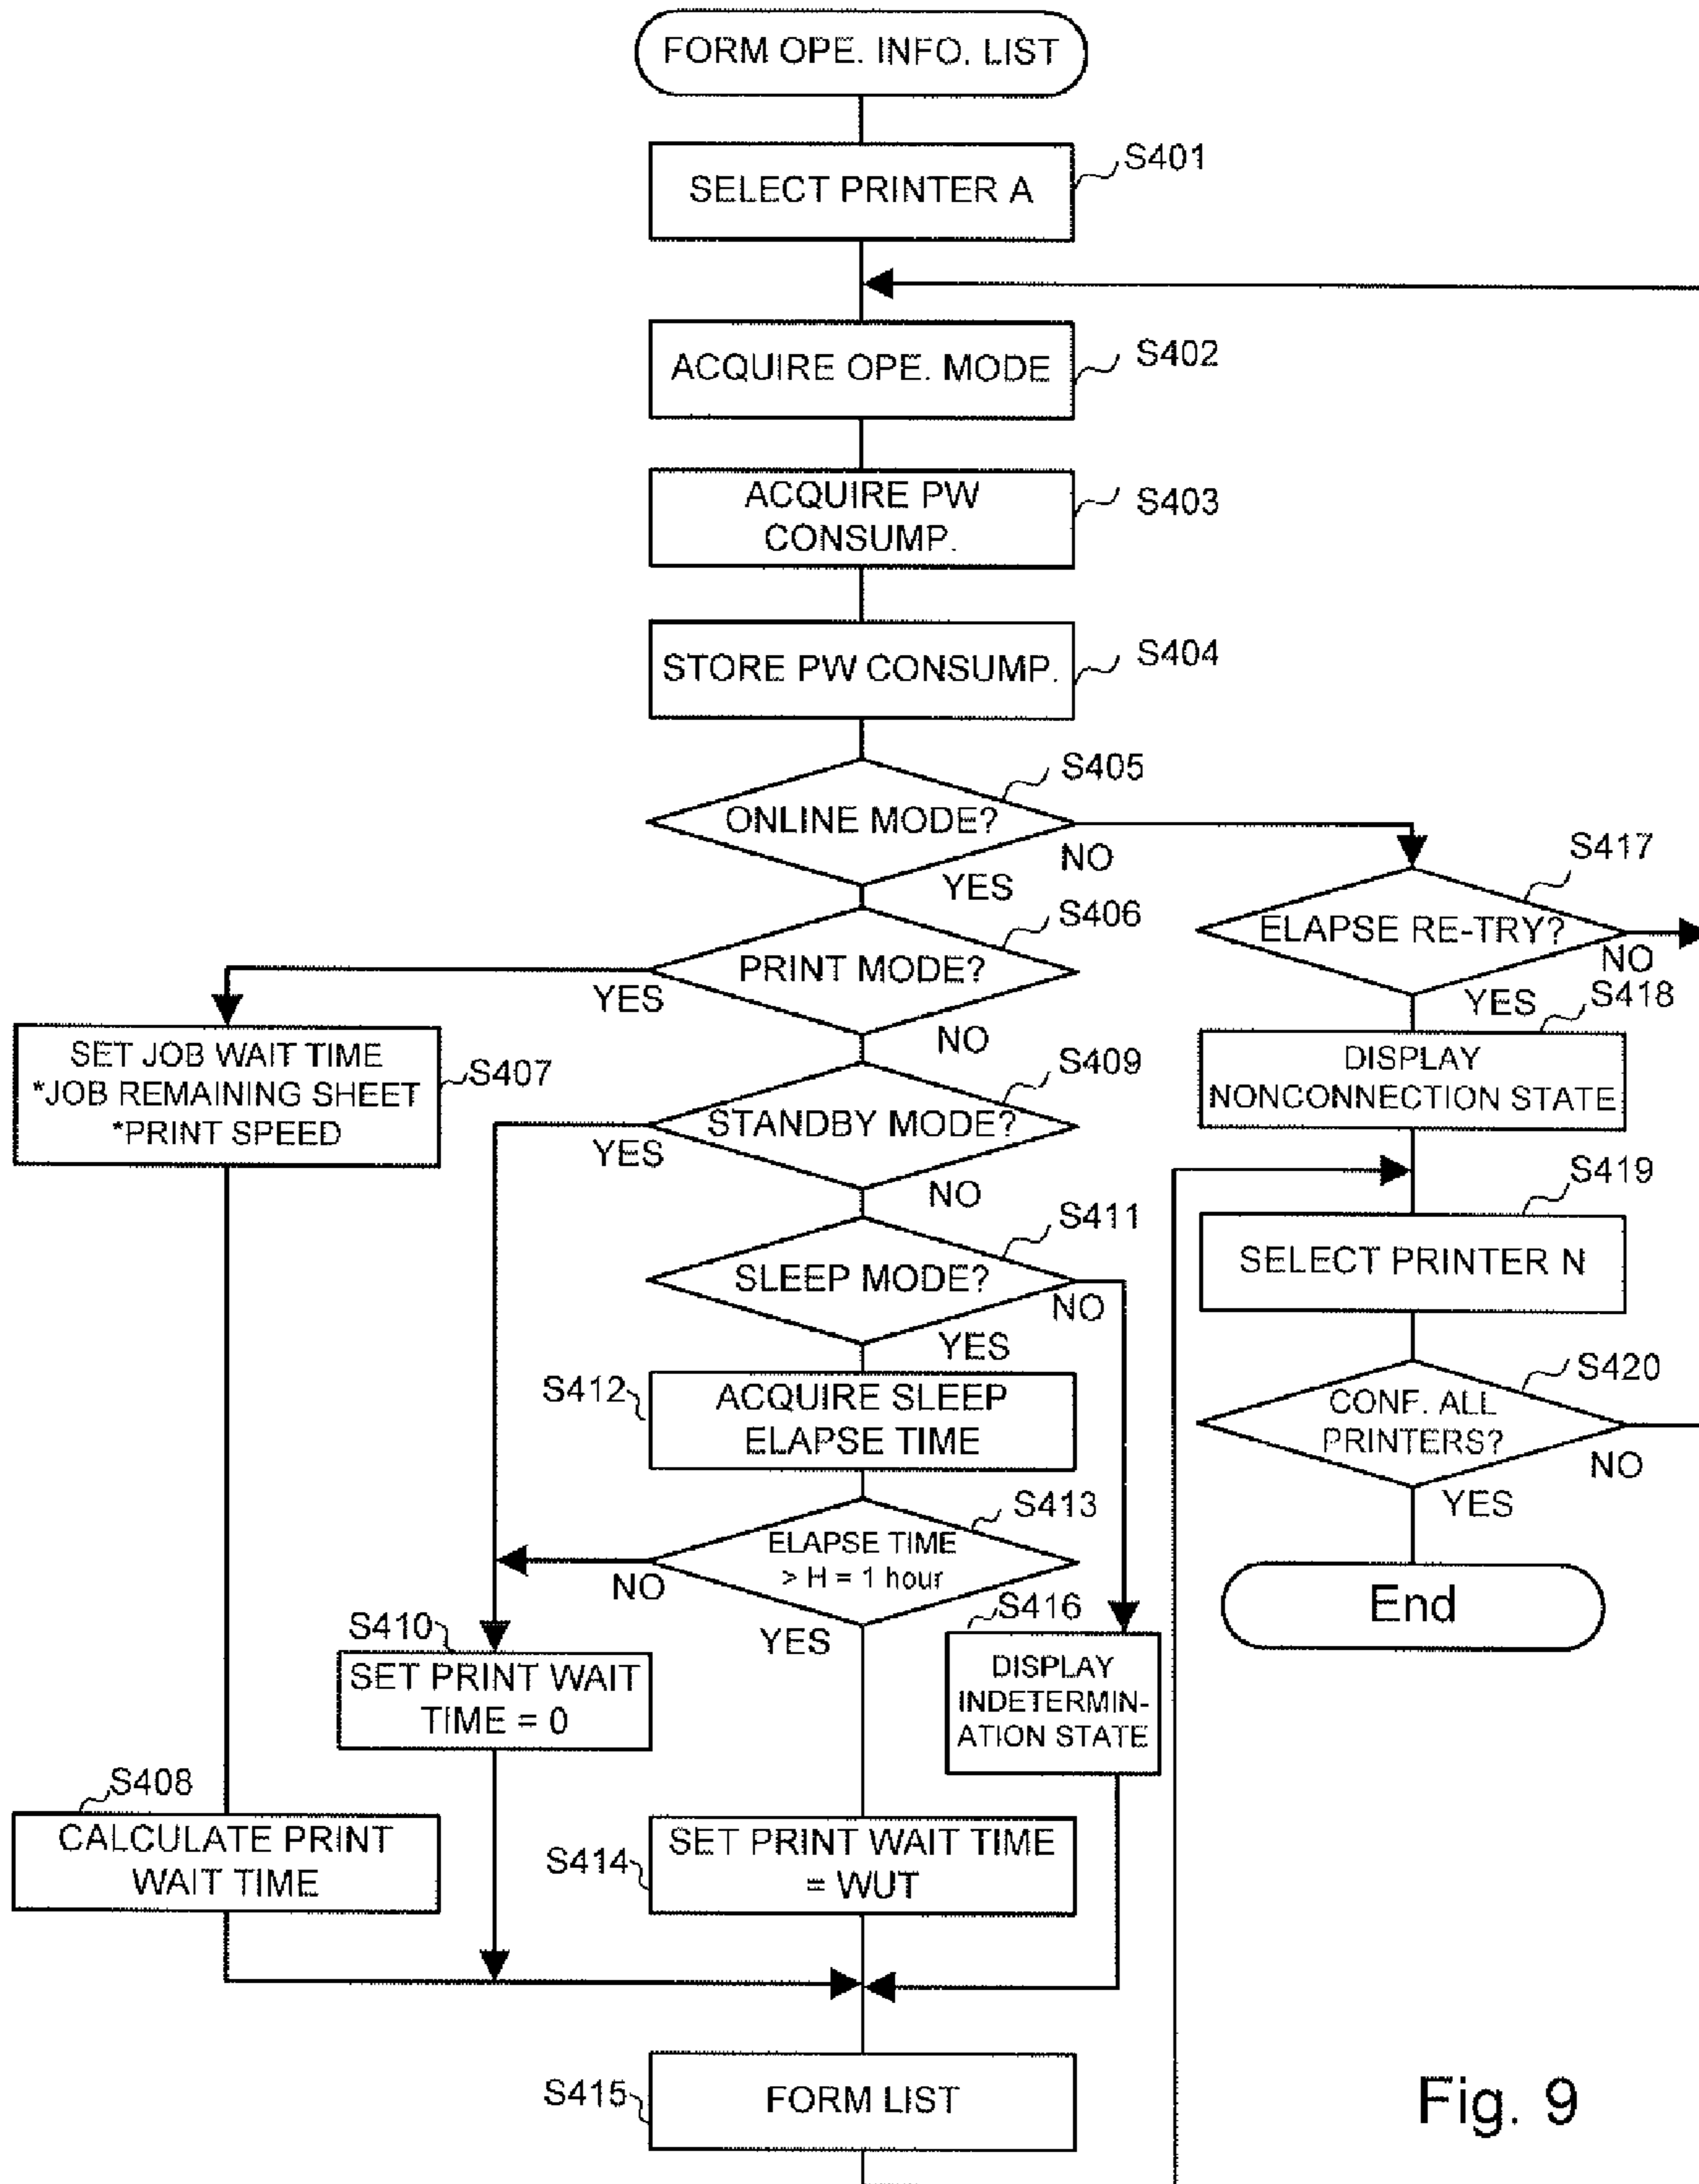 FORM OPE. INFO. LIST
S401
SELECT PRINTER A
ACQUIRE OPE. MODE
S402
ACQUIRE PW
CONSUMP.
S403
STORE PW CONSUMP.
S404
S405
ONLINE MODE?
NO
YES
S417
ELAPSE RE-TRY?
NO
YES
S406
PRINT MODE?
YES
NO
S418
DISPLAY
NONCONNECTION STATE
SET JOB WAIT TIME
*JOB REMAINING SHEET
*PRINT SPEED
S407
S409
STANDBY MODE?
YES
NO
S419
SELECT PRINTER N
S411
SLEEP MODE?
NO
YES
S412
ACQUIRE SLEEP
ELAPSE TIME
S420
CONF. ALL
PRINTERS?
NO
YES
S413
ELAPSE TIME
> H = 1 hour
NO
YES
End
S410
SET PRINT WAIT
TIME = 0
S416
DISPLAY
INDETERMIN-
ATION STATE
S408
CALCULATE PRINT
WAIT TIME
S414
SET PRINT WAIT TIME
= WUT
S415
FORM LIST
Fig. 9